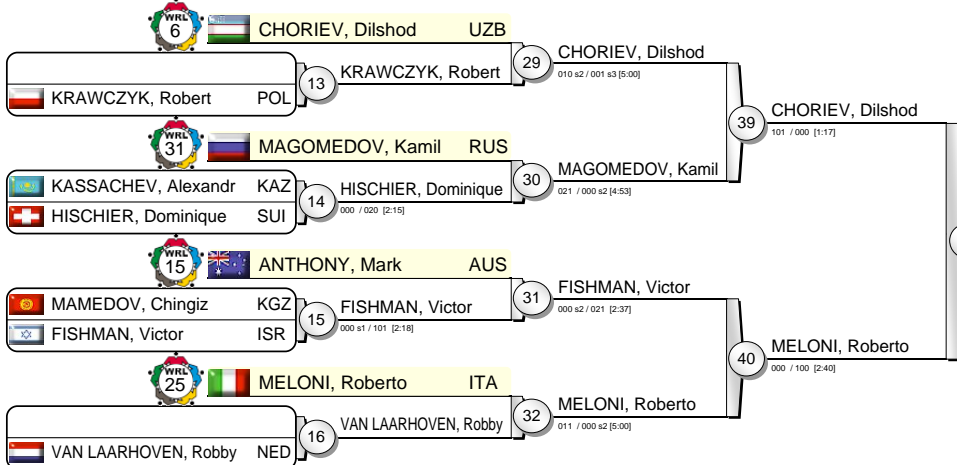 WRL
6
CHORIEV, Dilshod UZB
29
CHORIEV, Dilshod
010 s2 / 001 s3 [5:00]
13
KRAWCZYK, Robert
KRAWCZYK, Robert POL
39
CHORIEV, Dilshod
101 / 000 [1:17]
WRL
31
MAGOMEDOV, Kamil RUS
30
MAGOMEDOV, Kamil
021 / 000 s2 [4:53]
KASSACHEV, Alexandr KAZ
HISCHIER, Dominique SUI
14
HISCHIER, Dominique
000 / 020 [2:15]
WRL
15
ANTHONY, Mark AUS
31
FISHMAN, Victor
000 s2 / 021 [2:37]
MAMEDOV, Chingiz KGZ
FISHMAN, Victor ISR
15
FISHMAN, Victor
000 s1 / 101 [2:18]
40
MELONI, Roberto
000 / 100 [2:40]
WRL
25
MELONI, Roberto ITA
32
MELONI, Roberto
011 / 000 s2 [5:00]
16
VAN LAARHOVEN, Robby
VAN LAARHOVEN, Robby NED